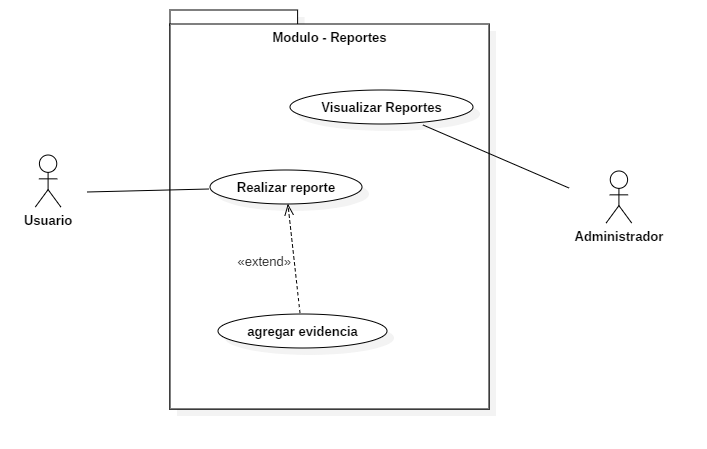 Modulo - Reportes
Visualizar Reportes
Realizar reporte
Usuario
Administrador
«extend»
agregar evidencia